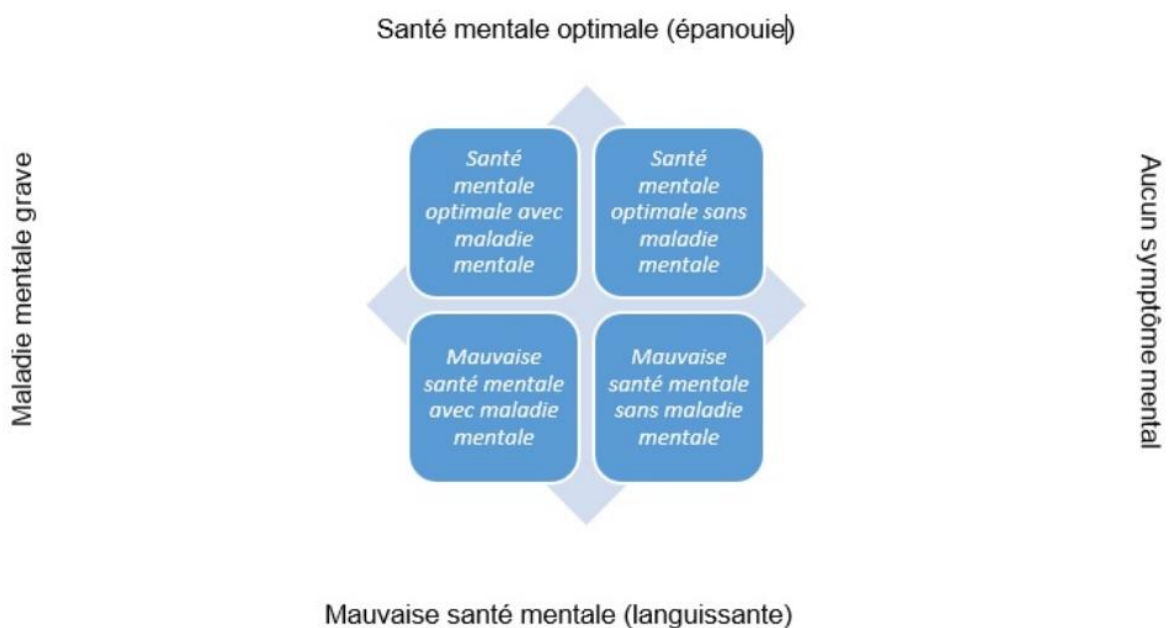 Santé mentale optimale (épanouie)
Maladie mentale grave
Santé
mentale
optimale avec
maladie
mentale
Santé
mentale
optimale sans
maladie
mentale
Aucun symptôme mental
Mauvaise
santé mentale
avec maladie
mentale
Mauvaise
santé mentale
sans maladie
mentale
Mauvaise santé mentale (languissante)